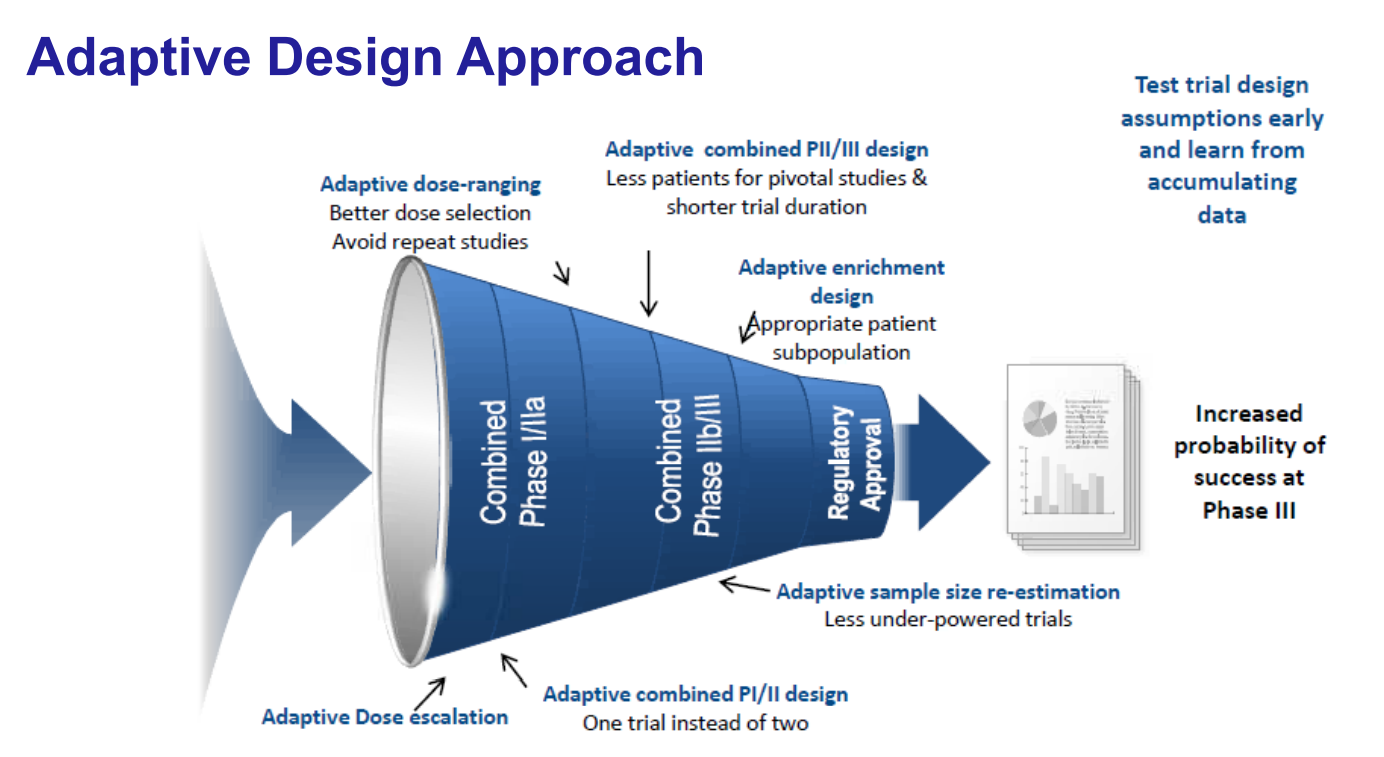 Adaptive Design Approach
Test trial design
assumptions early
and learn from
accumulating
data
Adaptive combined PII/III design
Less patients for pivotal studies &
shorter trial duration
Adaptive dose-ranging
Better dose selection
Avoid repeat studies
Adaptive enrichment
design
Appropriate patient
subpopulation
Combined
Phase I/IIa
Combined
Phase IIb/III
Regulatory
Approval
Increased
probability of
success at
Phase III
Adaptive sample size re-estimation
Less under-powered trials
Adaptive combined PI/II design
One trial instead of two
Adaptive Dose escalation